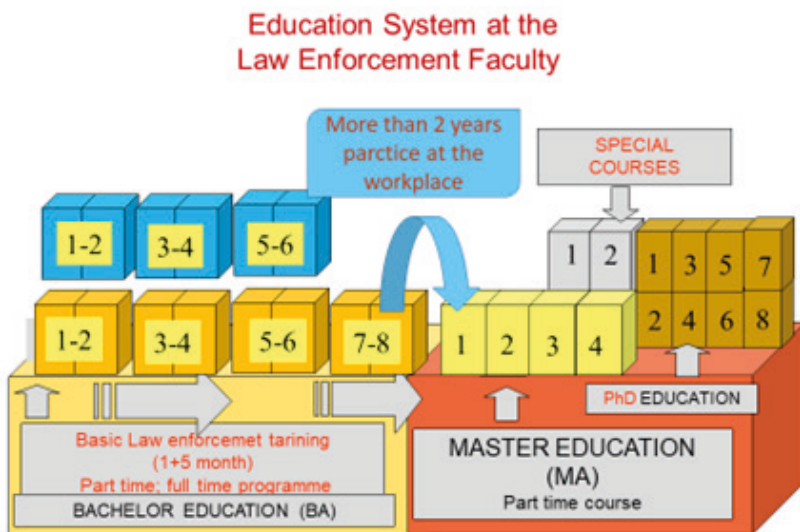 Education System at the
Law Enforcement Faculty
More than 2 years
parctice at the
workplace
SPECIAL
COURSES
1-2
3-4
5-6
1 2
1 3 5 7
2 4 6 8
1-2
3-4
5-6
7-8
1 2 3 4
PhD EDUCATION
Basic Law enforcemet tarining
(1+5 month)
Part time; full time programme
BACHELOR EDUCATION (BA)
MASTER EDUCATION
(MA)
Part time course